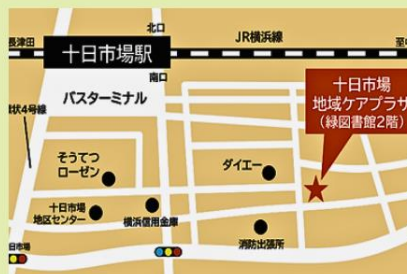 北口
JR横浜線
長津田
至中
十日市場駅
南口
バスターミナル
十日市場
地域ケアプラザ
(緑図書館2階)
環状4号線
そうてつ
ローゼン
ダイエー
十日市場
地区センター
横浜信用金庫
消防出張所
日市場